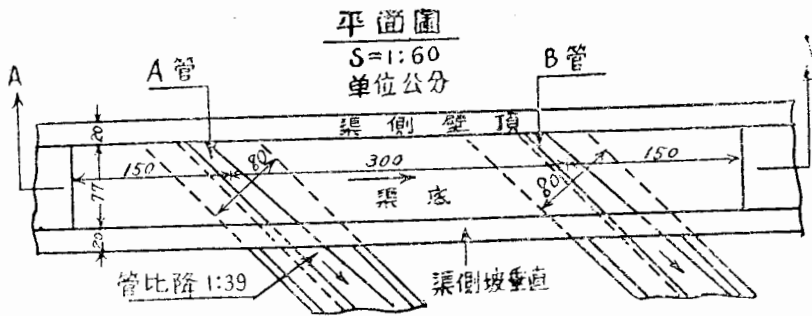 平面圖
S=1:60
单位公分
A
A管
B管
20
渠側壁頂
150
80
300
80
150
77
渠底
20
管比降1:39
渠側坡垂直